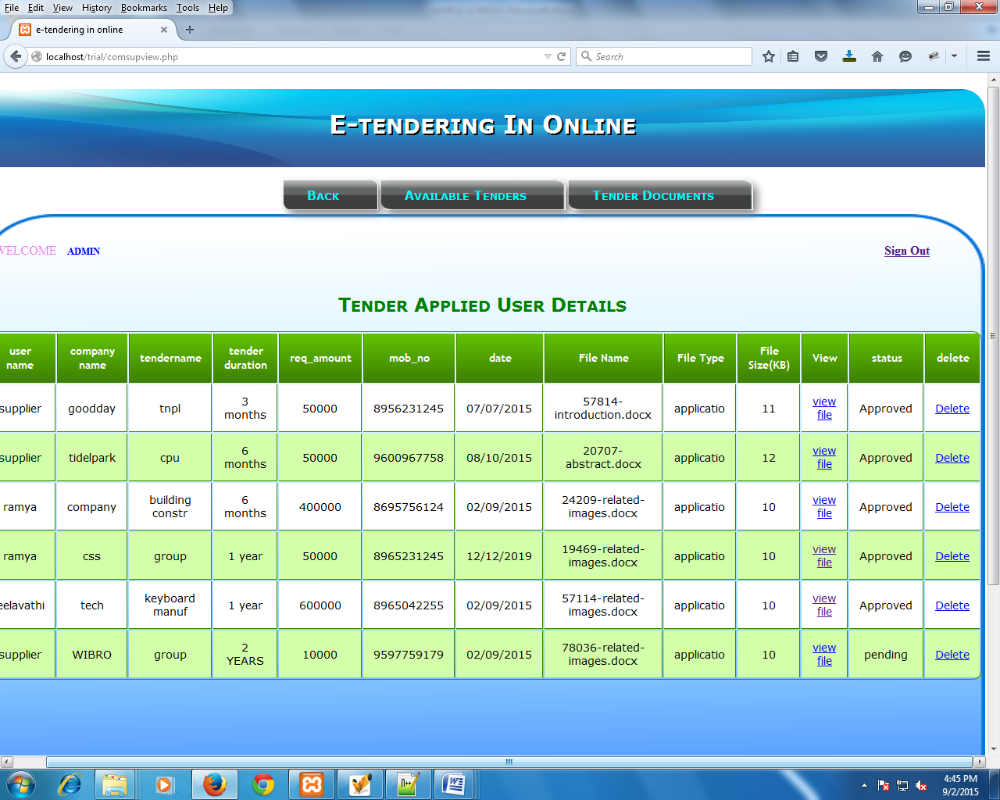 File Edit View History Bookmarks Tools Help
e-tendering in online
localhost/trial/comsupview.php
Search
E-tendering In Online
Back Available Tenders Tender Documents
WELCOME ADMIN Sign Out
Tender Applied User Details
user name company name tendername tender duration req_amount mob_no date File Name File Type File Size(KB) View status delete
supplier goodday tnpl 3 months 50000 8956231245 07/07/2015 57814-introduction.docx applicatio 11 view file Approved Delete
supplier tidelpark cpu 6 months 50000 9600967758 08/10/2015 20707-abstract.docx applicatio 12 view file Approved Delete
ramya company building constr 6 months 400000 8695756124 02/09/2015 24209-related-images.docx applicatio 10 view file Approved Delete
ramya css group 1 year 50000 8965231245 12/12/2019 19469-related-images.docx applicatio 10 view file Approved Delete
eelavathi tech keyboard manuf 1 year 600000 8965042255 02/09/2015 57114-related-images.docx applicatio 10 view file Approved Delete
supplier WIBRO group 2 YEARS 10000 9597759179 02/09/2015 78036-related-images.docx applicatio 10 view file pending Delete
4:45 PM
9/2/2015